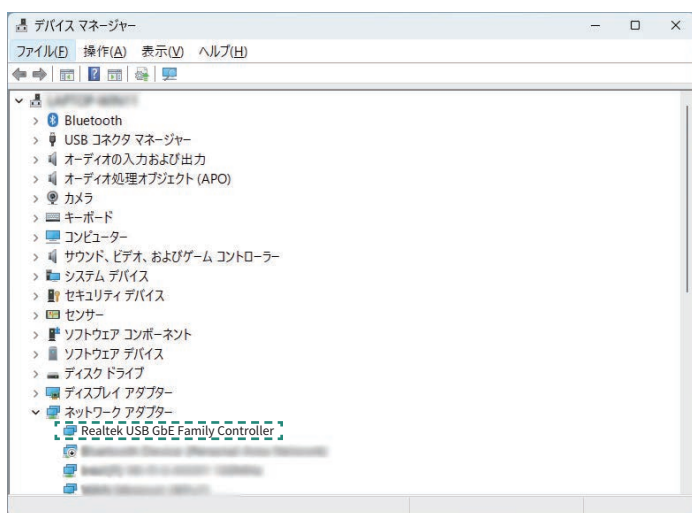 デバイス マネージャー
ファイル(F) 操作(A) 表示(V) ヘルプ(H)
Bluetooth
USB コネクタ マネージャー
オーディオの入力および出力
オーディオ処理オブジェクト (APO)
カメラ
キーボード
コンピューター
サウンド、ビデオ、およびゲーム コントローラー
システム デバイス
セキュリティ デバイス
センサー
ソフトウェア コンポーネント
ソフトウェア デバイス
ディスク ドライブ
ディスプレイ アダプター
ネットワーク アダプター
Realtek USB GbE Family Controller